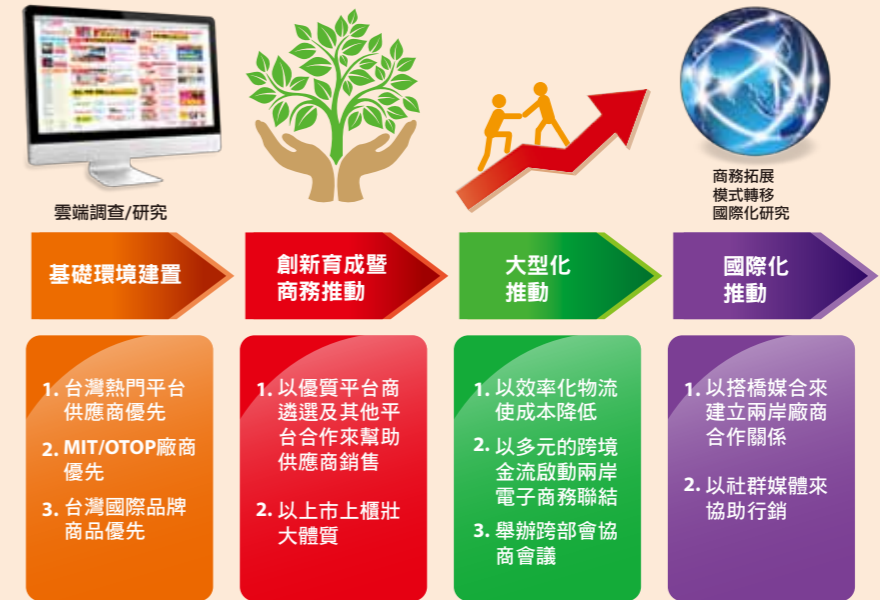 雲端調查/研究
商務拓展
模式轉移
國際化研究
基礎環境建置
創新育成暨
商務推動
大型化
推動
國際化
推動
1. 台灣熱門平台
供應商優先
2. MIT/OTOP廠商
優先
3. 台灣國際品牌
商品優先
1. 以優質平台商
遴選及其他平
台合作來幫助
供應商銷售
2. 以上市上櫃壯
大體質
1. 以效率化物流
使成本降低
2. 以多元的跨境
金流啟動兩岸
電子商務聯結
3. 舉辦跨部會協
商會議
1. 以搭橋媒合來
建立兩岸廠商
合作關係
2. 以社群媒體來
協助行銷